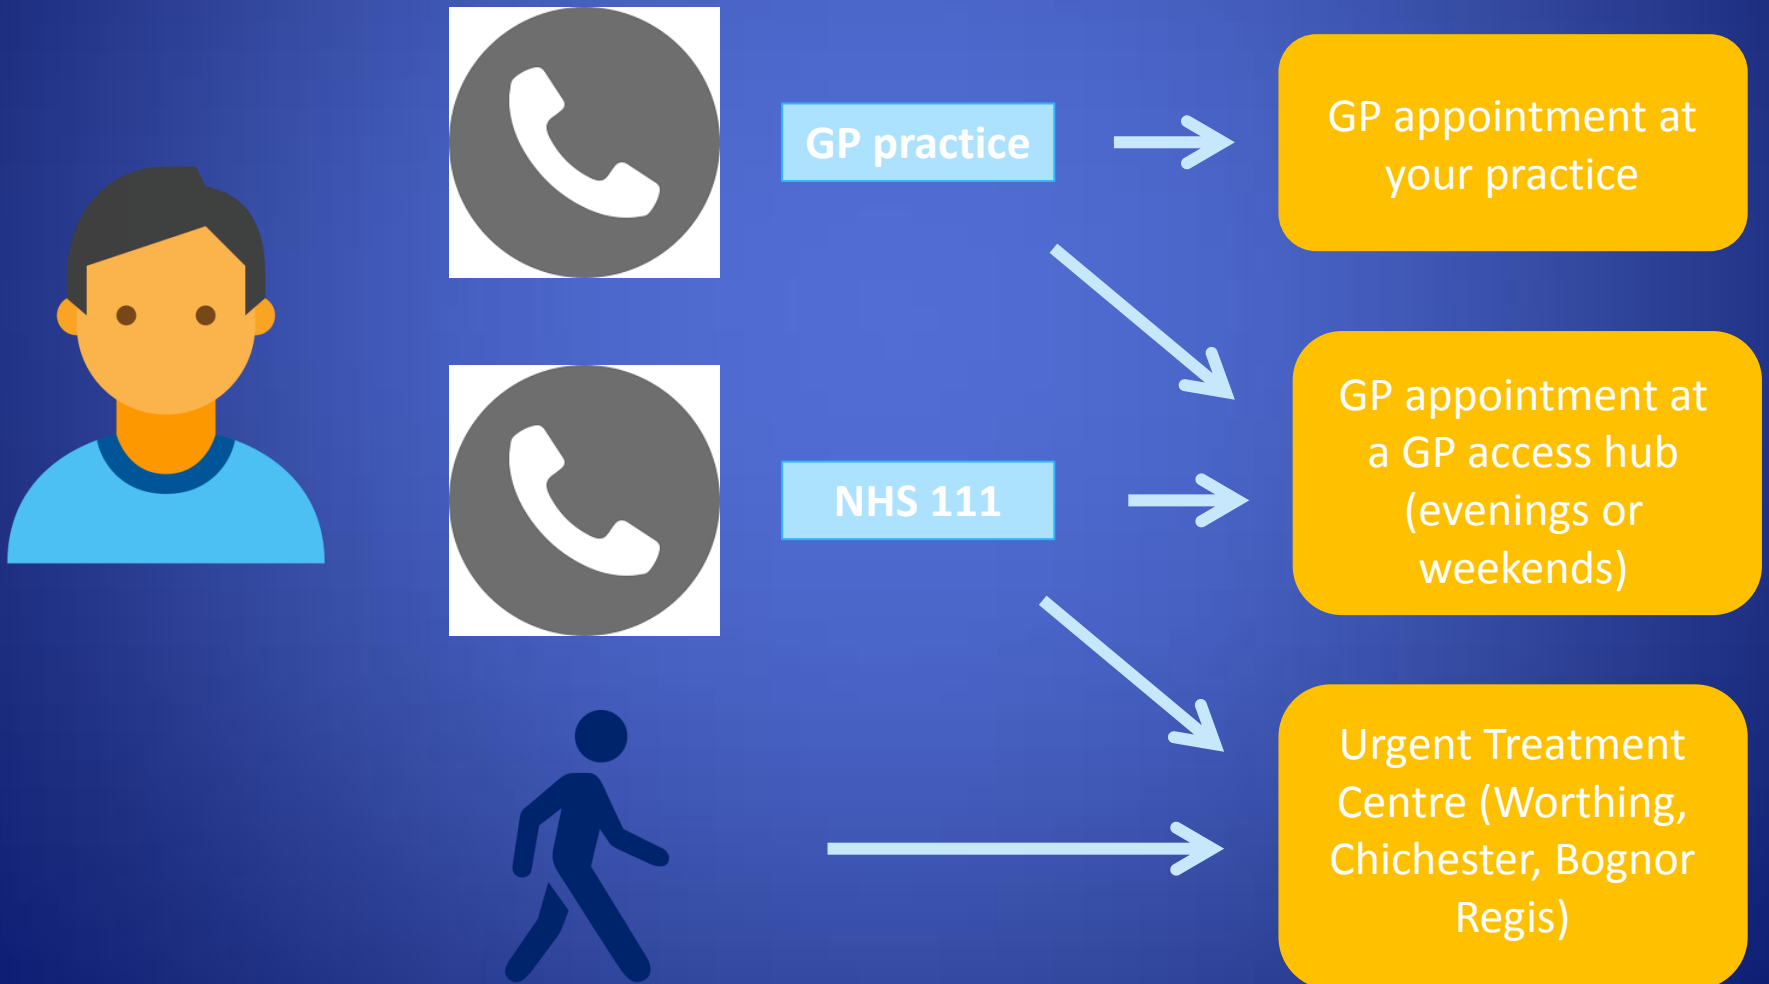 GP practice
GP appointment at
your practice
NHS 111
GP appointment at
a GP access hub
(evenings or
weekends)
Urgent Treatment
Centre (Worthing,
Chichester, Bognor
Regis)